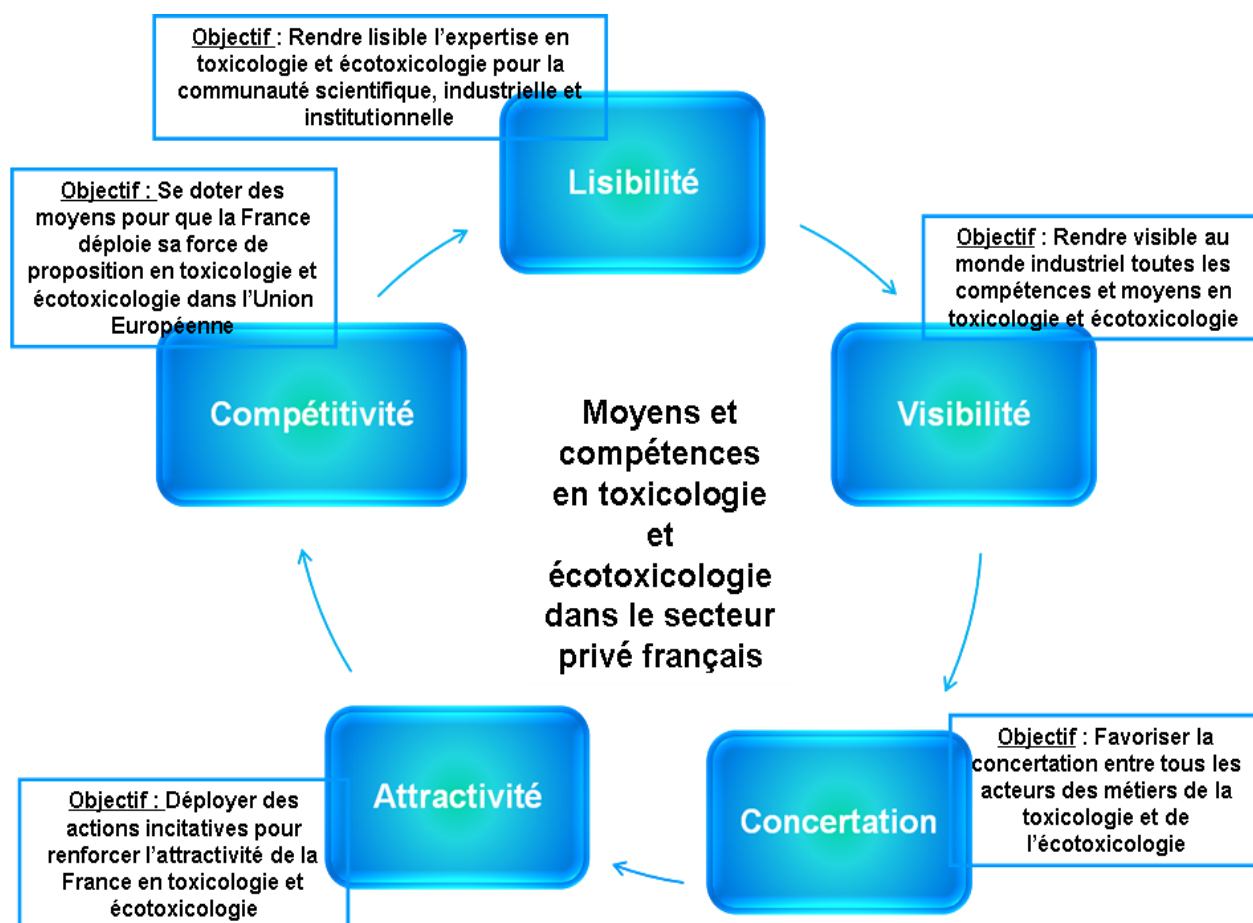 Objectif : Rendre lisible l'expertise en
toxicologie et écotoxicologie pour la
communauté scientifique, industrielle et
institutionnelle
Lisibilité
Objectif : Se doter des
moyens pour que la France
déploie sa force de
proposition en toxicologie et
écotoxicologie dans l'Union
Européenne
Objectif : Rendre visible au
monde industriel toutes les
compétences et moyens en
toxicologie et écotoxicologie
Compétitivité
Visibilité
Moyens et
compétences
en toxicologie
et
écotoxicologie
dans le secteur
privé français
Attractivité
Objectif : Déployer des
actions incitatives pour
renforcer l'attractivité de la
France en toxicologie et
écotoxicologie
Concertation
Objectif : Favoriser la
concertation entre tous les
acteurs des métiers de la
toxicologie et de
l'écotoxicologie